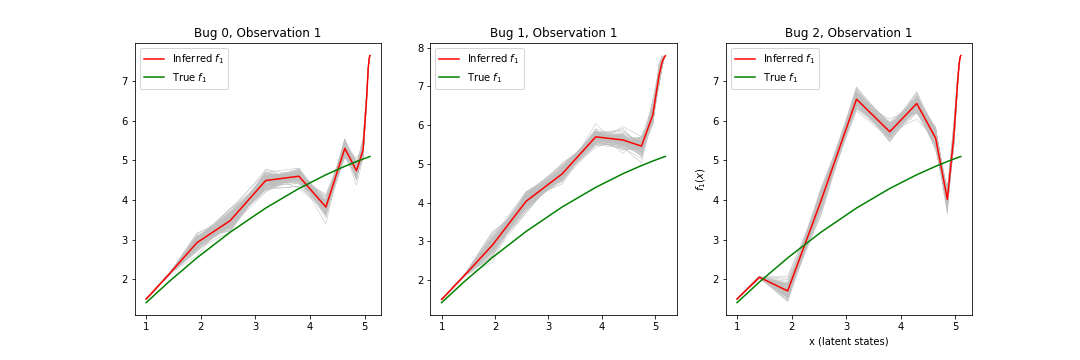 Bug 0, Observation 1
Inferred f₁
True f₁
7
6
5
4
3
2
1 2 3 4 5
Bug 1, Observation 1
Inferred f₁
True f₁
8
7
6
5
4
3
2
1 2 3 4 5
Bug 2, Observation 1
Inferred f₁
True f₁
f₁(x)
7
6
5
4
3
2
1 2 3 4 5
x (latent states)